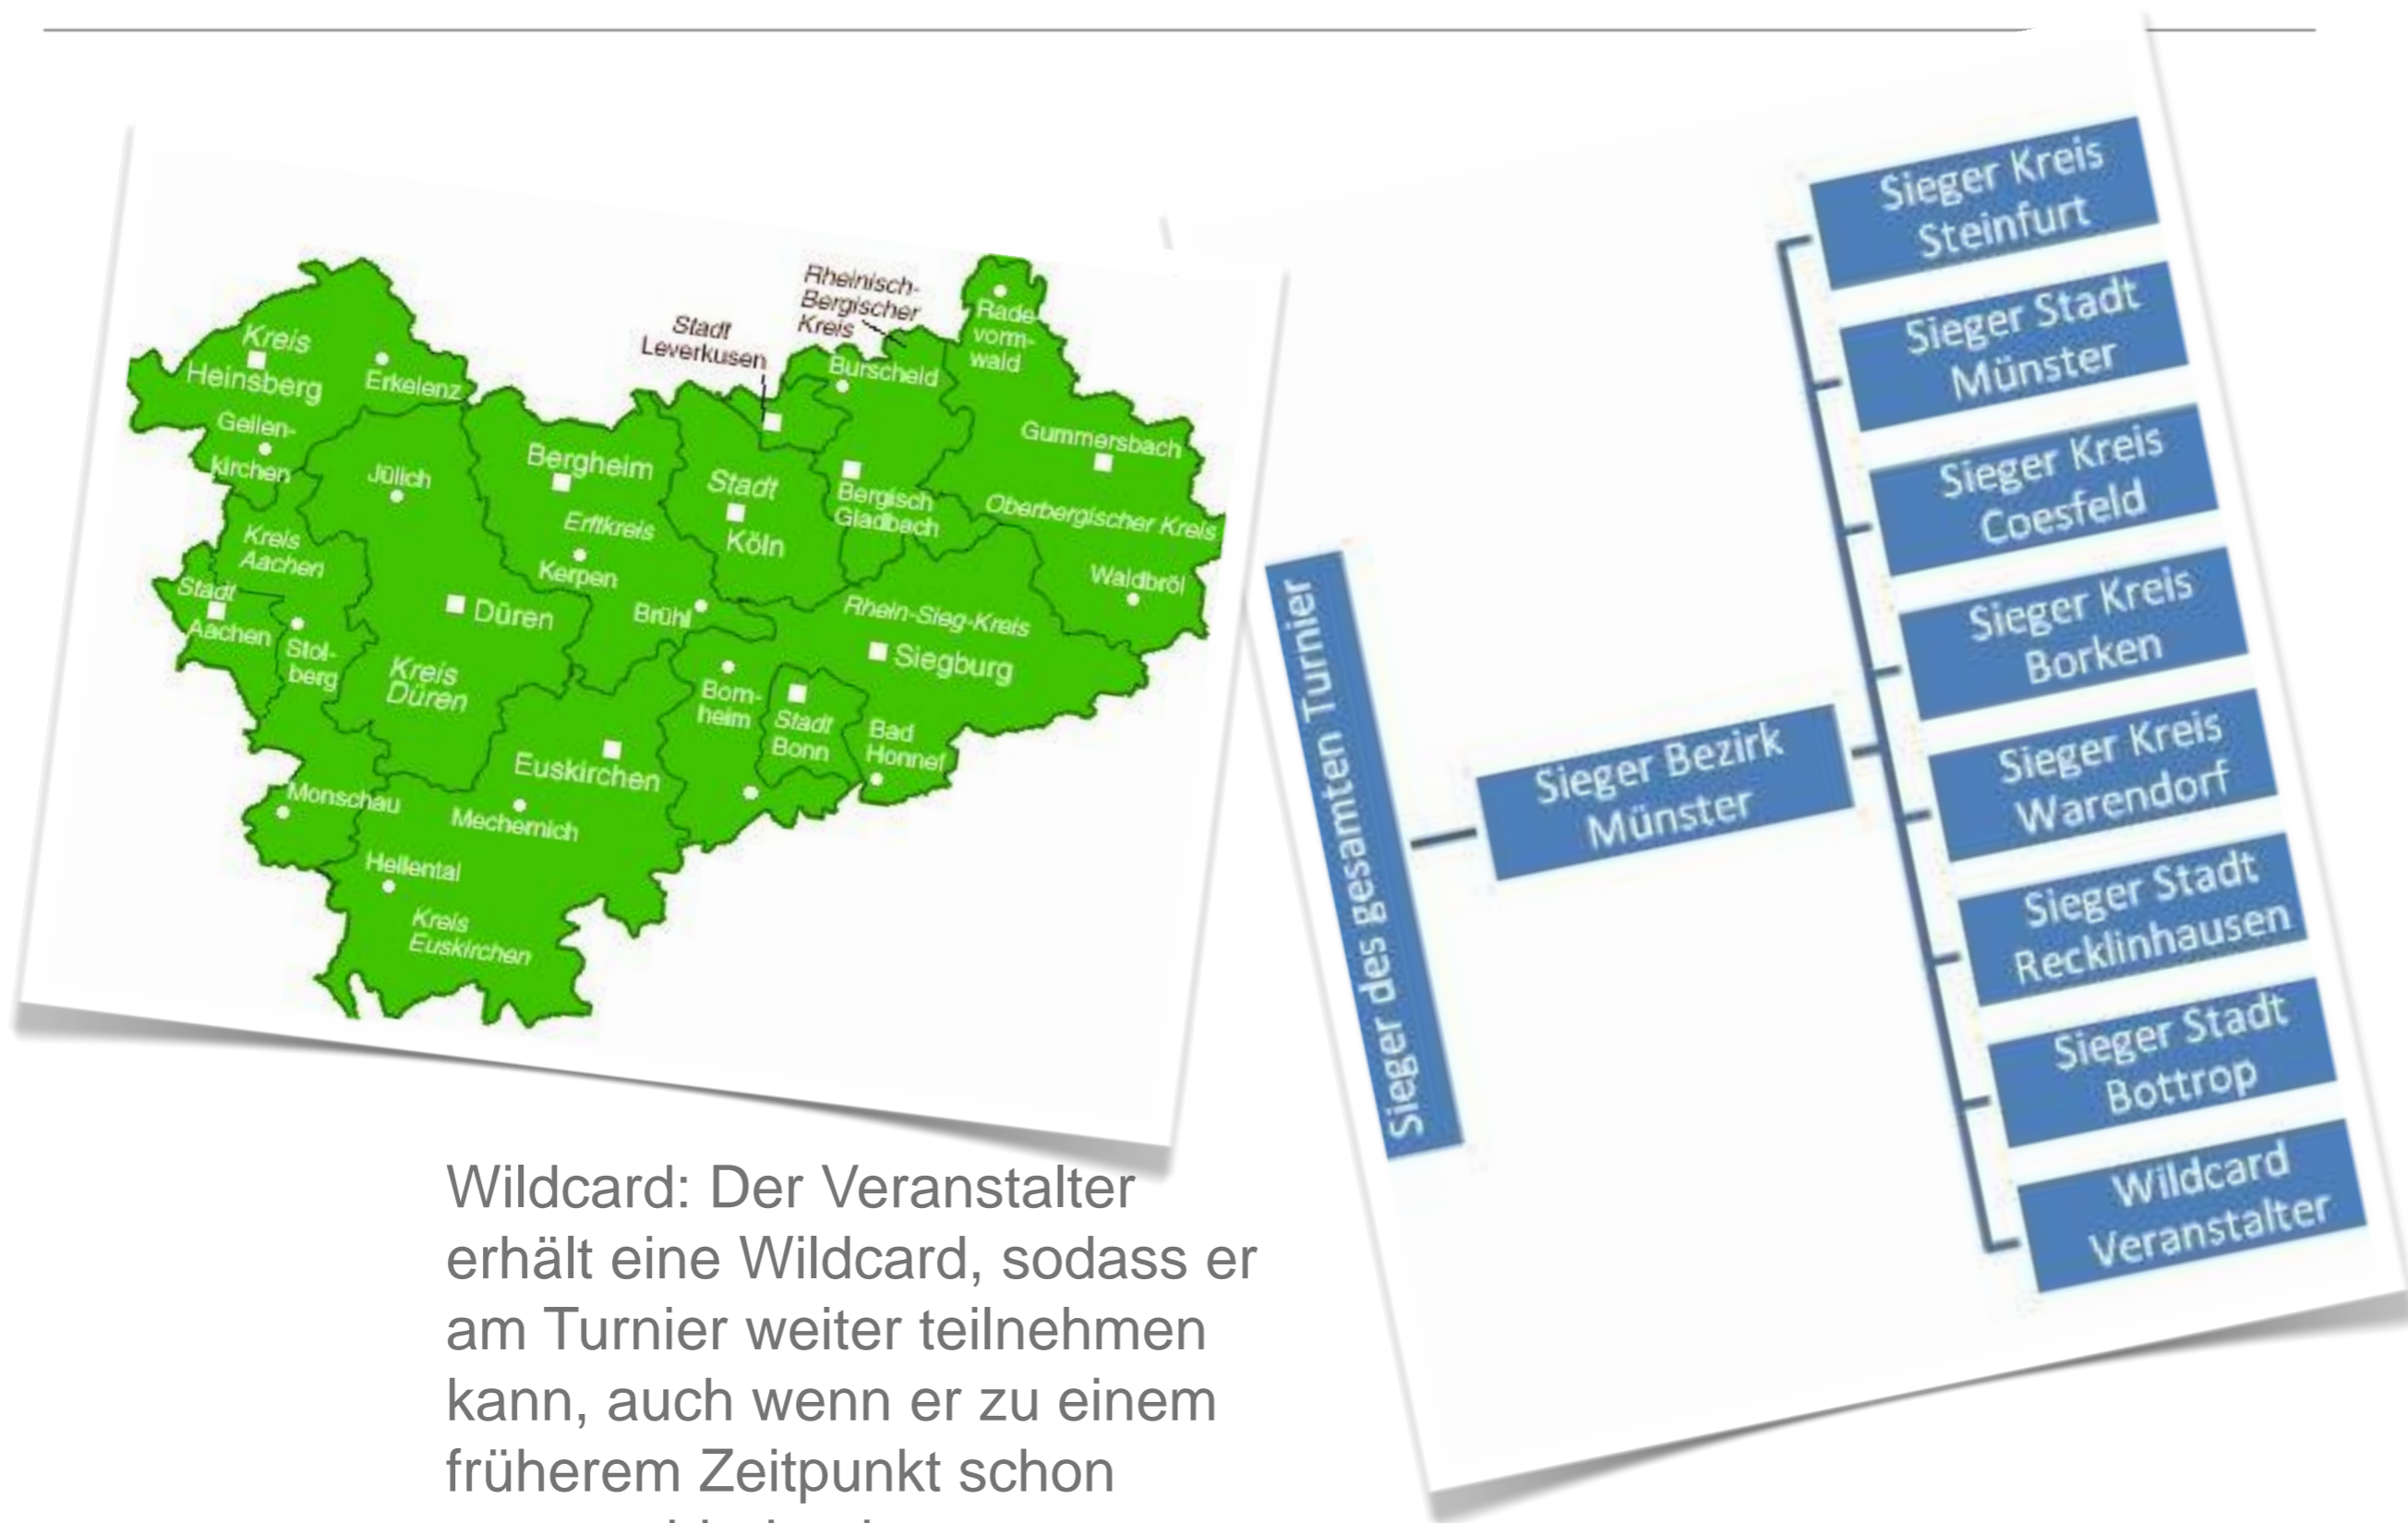 Rheinisch-
Bergischer
Kreis
Stadt
Leverkusen
Rade
vorm-
wald
Kreis
Heinsberg
Erkelenz
Burscheid
Geilen-
kirchen
Jülich
Bergheim
Stadt
Köln
Bergisch
Gladbach
Gummersbach
Oberbergischer Kreis
Erftkreis
Kerpen
Kreis
Aachen
Stadt
Aachen
Stol-
berg
Düren
Brühl
Rhein-Sieg-Kreis
Waldbröl
Siegburg
Kreis
Düren
Born-
heim
Stadt
Bonn
Bad
Honnef
Euskirchen
Monschau
Mechernich
Hellental
Kreis
Euskirchen
Sieger des gesamten Turnier
Sieger Bezirk
Münster
Sieger Kreis
Steinfurt
Sieger Stadt
Münster
Sieger Kreis
Coesfeld
Sieger Kreis
Borken
Sieger Kreis
Warendorf
Sieger Stadt
Recklinhausen
Sieger Stadt
Bottrop
Wildcard
Veranstalter
Wildcard: Der Veranstalter
erhält eine Wildcard, sodass er
am Turnier weiter teilnehmen
kann, auch wenn er zu einem
früherem Zeitpunkt schon